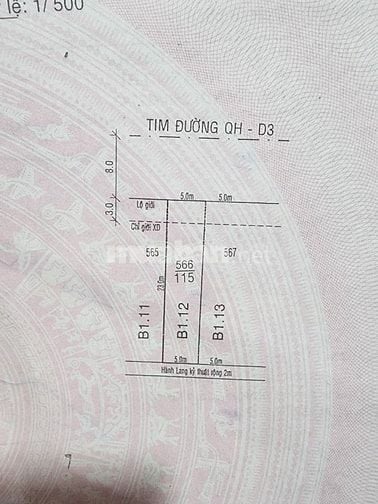 lệ: 1/ 500
TIM ĐƯỜNG QH - D3
8.0
3.0
5.0m 5.0m
Lộ giới
Chỉ giới XD
565 566 567
115
23.0m
B1.11 B1.12 B1.13
5.0m 5.0m
Hành Lang kỹ thuật rộng 2m